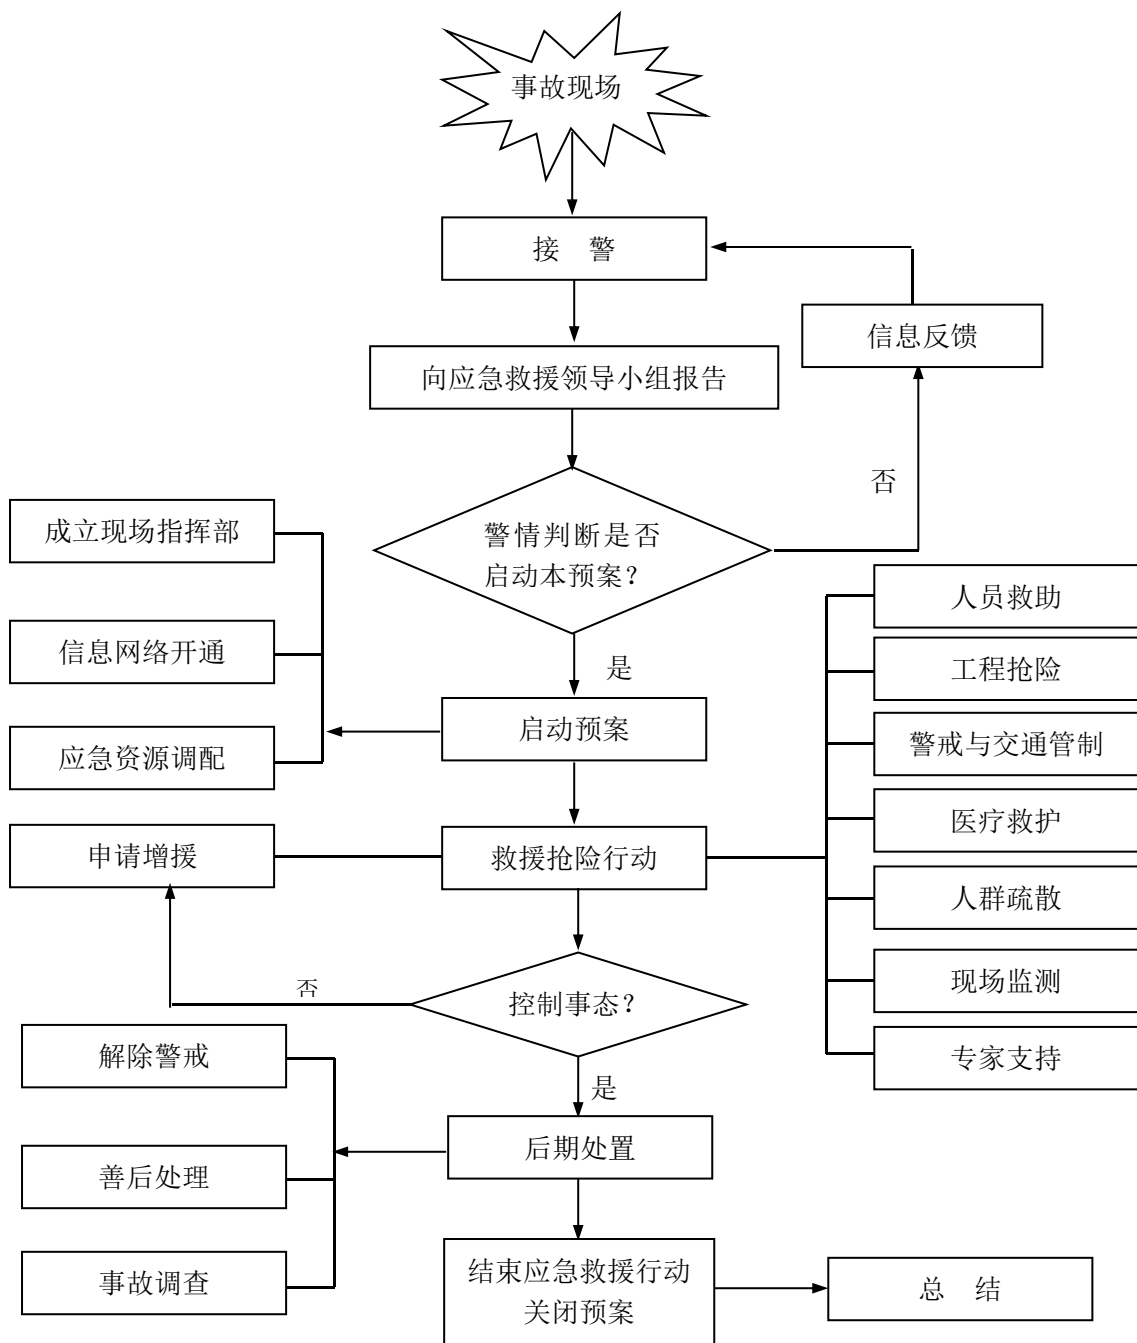 事故现场
接　警
信息反馈
向应急救援领导小组报告
否
警情判断是否
启动本预案？
成立现场指挥部
信息网络开通
应急资源调配
是
启动预案
人员救助
工程抢险
警戒与交通管制
医疗救护
人群疏散
现场监测
专家支持
申请增援
救援抢险行动
否
控制事态？
是
解除警戒
善后处理
事故调查
后期处置
结束应急救援行动
关闭预案
总　结